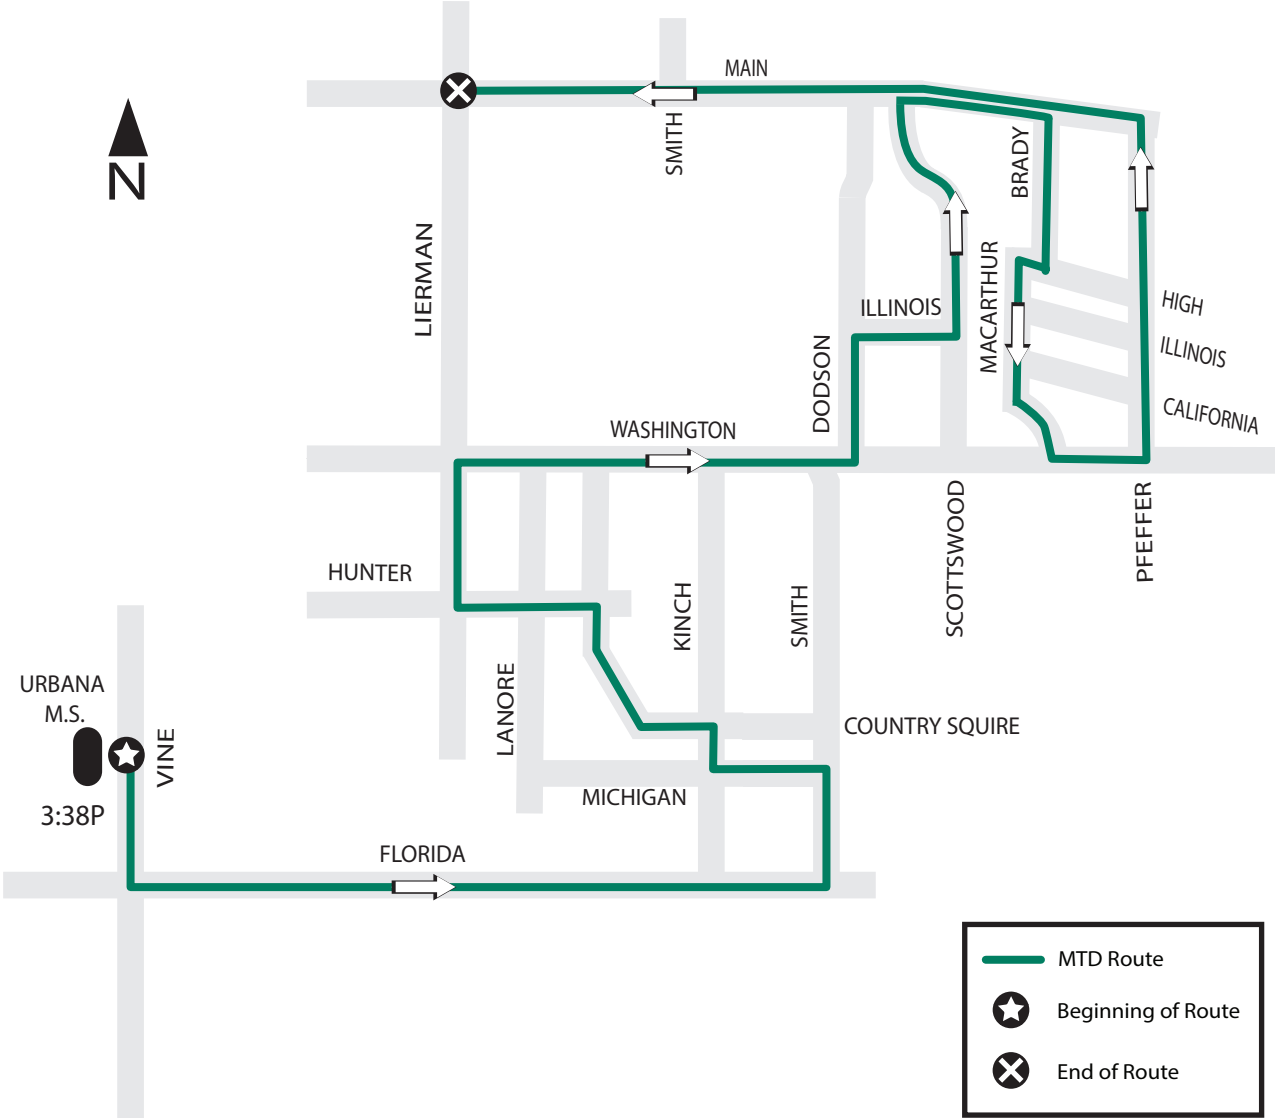 MAIN
SMITH
BRADY
N
LIERMAN
MACARTHUR
HIGH
ILLINOIS
ILLINOIS
DODSON
CALIFORNIA
WASHINGTON
SCOTTSWOOD
PFEFFER
HUNTER
KINCH
SMITH
LANORE
URBANA
M.S.
VINE
COUNTRY SQUIRE
MICHIGAN
3:38P
FLORIDA
MTD Route
Beginning of Route
End of Route